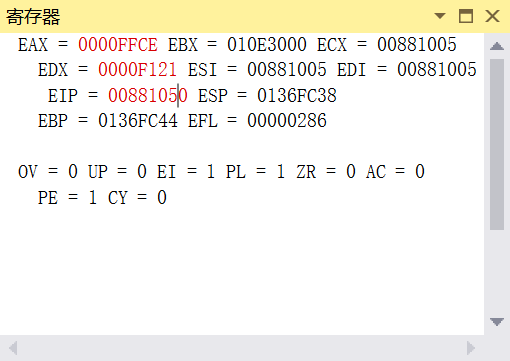 寄存器
EAX = 0000FFCE EBX = 010E3000 ECX = 00881005
EDX = 0000F121 ESI = 00881005 EDI = 00881005
EIP = 00881050 ESP = 0136FC38
EBP = 0136FC44 EFL = 00000286
OV = 0 UP = 0 EI = 1 PL = 1 ZR = 0 AC = 0
PE = 1 CY = 0